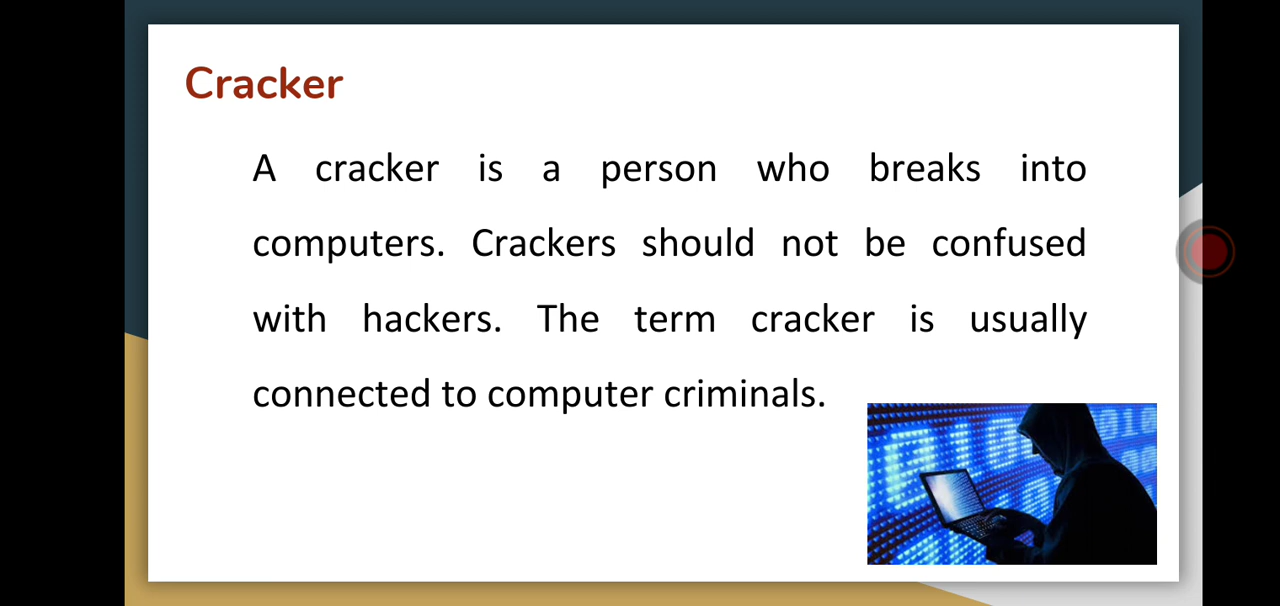 Cracker
A cracker is a person who breaks into
computers. Crackers should not be confused
with hackers. The term cracker is usually
connected to computer criminals.